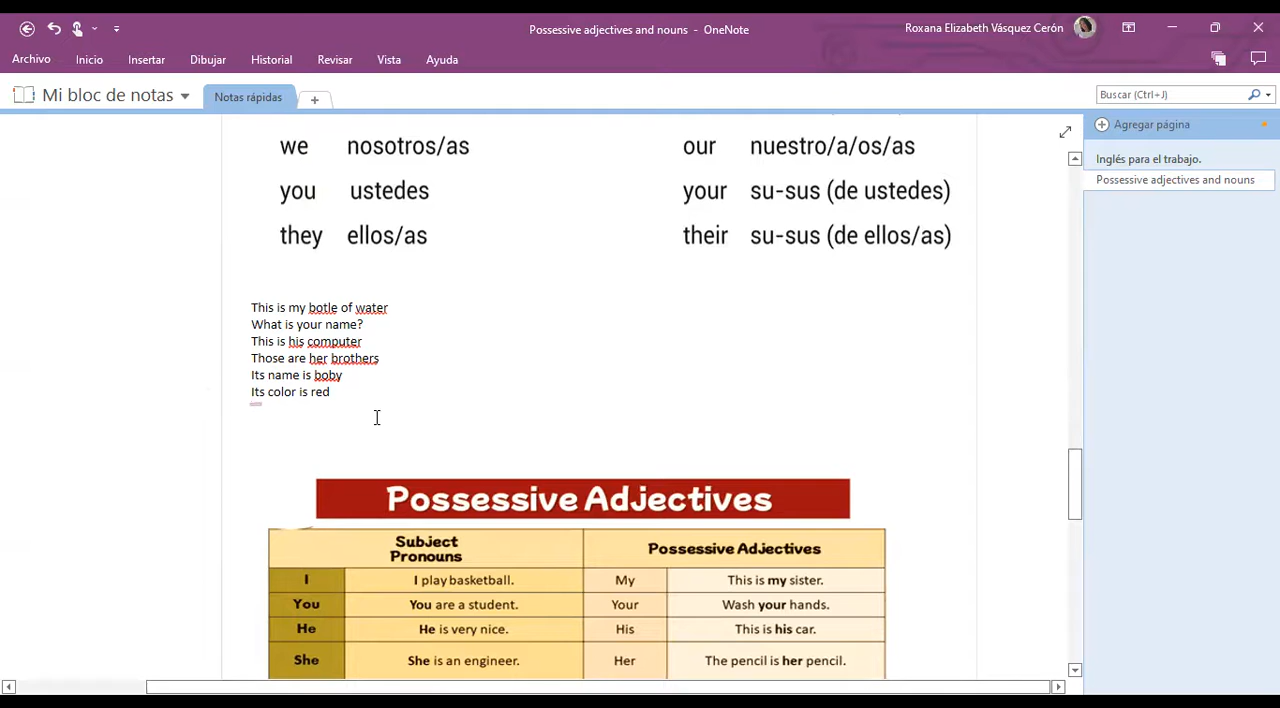 Possessive adjectives and nouns - OneNote
Roxana Elizabeth Vásquez Cerón
Archivo Inicio Insertar Dibujar Historial Revisar Vista Ayuda
Mi bloc de notas
Notas rápidas
Buscar (Ctrl+J)
Agregar página
Inglés para el trabajo.
Possessive adjectives and nouns
we nosotros/as our nuestro/a/os/as
you ustedes your su-sus (de ustedes)
they ellos/as their su-sus (de ellos/as)
This is my botle of water
What is your name?
This is his computer
Those are her brothers
Its name is boby
Its color is red
Possessive Adjectives
Subject Pronouns Possessive Adjectives
I I play basketball. My This is my sister.
You You are a student. Your Wash your hands.
He He is very nice. His This is his car.
She She is an engineer. Her The pencil is her pencil.